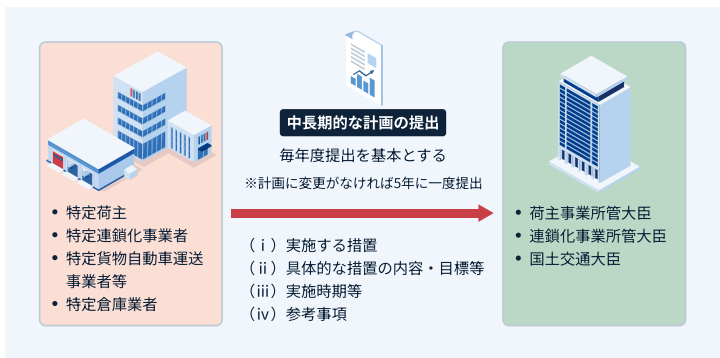 中長期的な計画の提出
毎年度提出を基本とする
※計画に変更がなければ5年に一度提出
• 特定荷主
• 特定連鎖化事業者
• 特定貨物自動車運送
事業者等
• 特定倉庫業者
（ⅰ）実施する措置
（ⅱ）具体的な措置の内容・目標等
（ⅲ）実施時期等
（ⅳ）参考事項
• 荷主事業所管大臣
• 連鎖化事業所管大臣
• 国土交通大臣